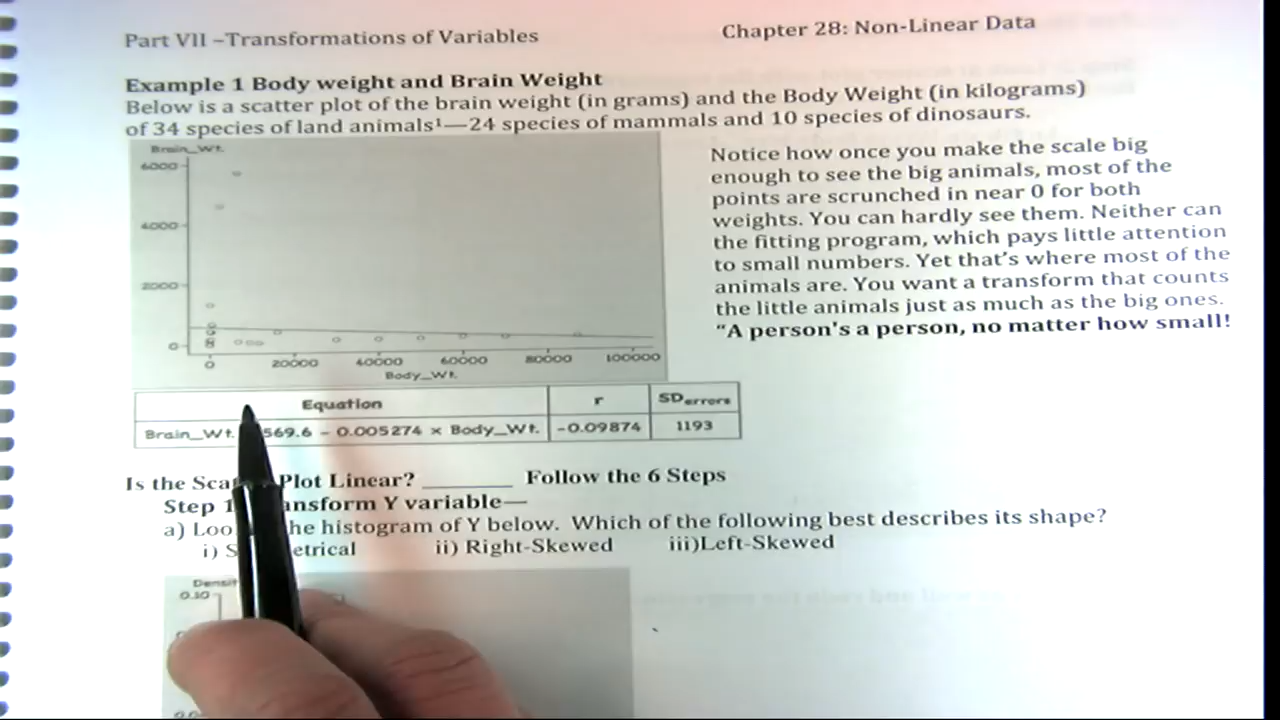 Part VII –Transformations of Variables
Chapter 28: Non-Linear Data
Example 1 Body weight and Brain Weight
Below is a scatter plot of the brain weight (in grams) and the Body Weight (in kilograms)
of 34 species of land animals¹—24 species of mammals and 10 species of dinosaurs.
Brain_Wt.
6000
4000
2000
0
0 20000 40000 60000 80000 100000
Body_Wt.
Notice how once you make the scale big
enough to see the big animals, most of the
points are scrunched in near 0 for both
weights. You can hardly see them. Neither can
the fitting program, which pays little attention
to small numbers. Yet that's where most of the
animals are. You want a transform that counts
the little animals just as much as the big ones.
"A person's a person, no matter how small!
Equation r SDerrors
Brain_Wt. 569.6 – 0.005274 × Body_Wt. -0.09874 1193
Is the Plot Linear? _______ Follow the 6 Steps
Step 1 Y variable—
a) he histogram of Y below. Which of the following best describes its shape?
i) S etrical ii) Right-Skewed iii)Left-Skewed
Densit
0.10